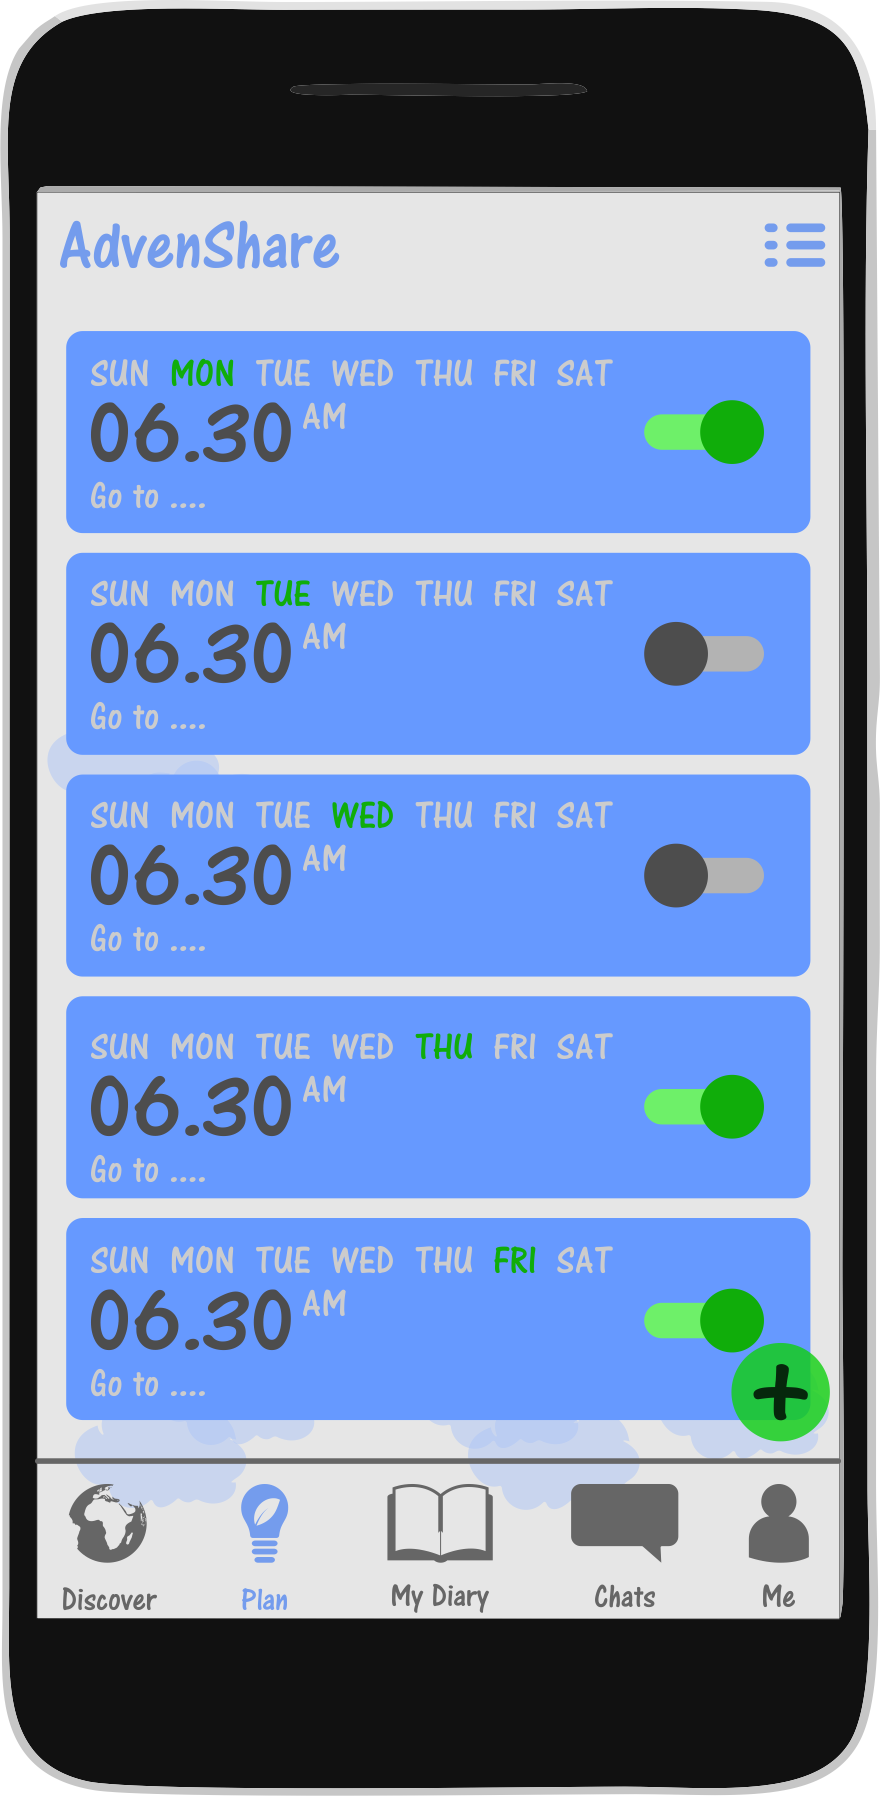 AdvenShare
SUN MON TUE WED THU FRI SAT
06.30 AM
Go to ....
SUN MON TUE WED THU FRI SAT
06.30 AM
Go to ....
SUN MON TUE WED THU FRI SAT
06.30 AM
Go to ....
SUN MON TUE WED THU FRI SAT
06.30 AM
Go to ....
SUN MON TUE WED THU FRI SAT
06.30 AM
Go to ....
+
Discover Plan My Diary Chats Me